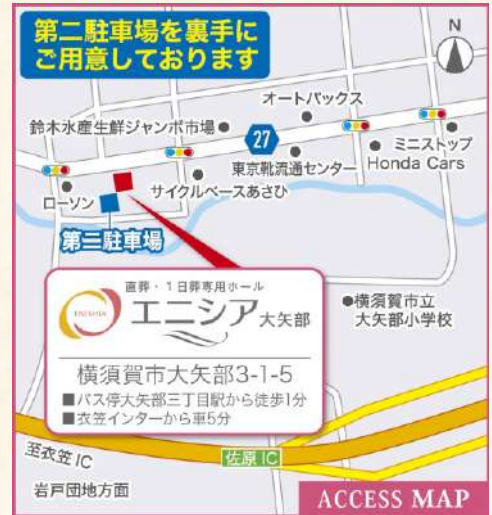 第二駐車場を裏手に
ご用意しております
N
オートバックス
鈴木水産生鮮ジャンボ市場
27
ミニストップ
東京靴流通センター
Honda Cars
ローソン
サイクルベースあさひ
第二駐車場
直葬・1日葬専用ホール
ENISHIA
エニシア 大矢部
横須賀市立
大矢部小学校
横須賀市大矢部3-1-5
■バス停大矢部三丁目駅から徒歩1分
■衣笠インターから車5分
至衣笠IC
佐原IC
岩戸団地方面
ACCESS MAP